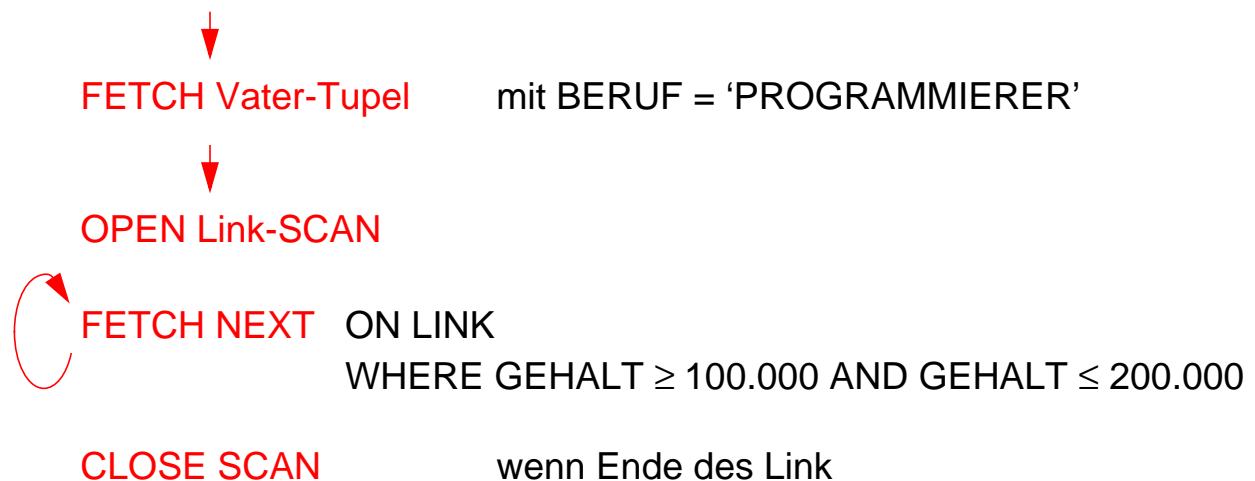 FETCH Vater-Tupel mit BERUF = ‘PROGRAMMIERER’
OPEN Link-SCAN
FETCH NEXT ON LINK
WHERE GEHALT ≥ 100.000 AND GEHALT ≤ 200.000
CLOSE SCAN wenn Ende des Link